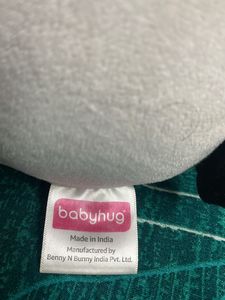 babyhug
Made in India
Manufactured by
Benny N Bunny India Pvt. Ltd.